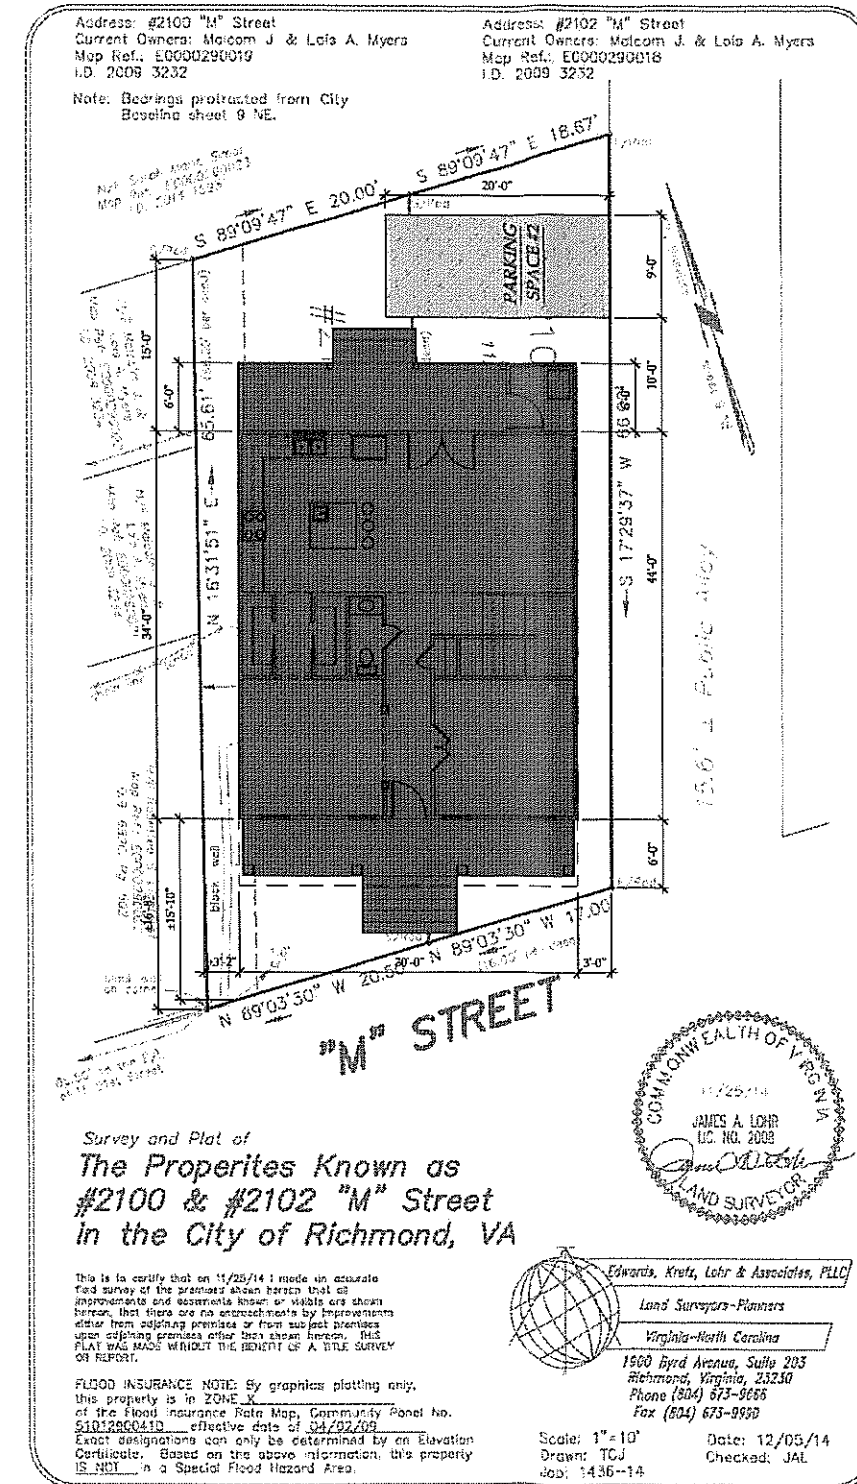 Address: #2100 "M" Street
Current Owners: Malcom J & Lois A. Myers
Map Ref.: E0000290019
I.D. 2009 3232
Address: #2102 "M" Street
Current Owners: Malcom J. & Lois A. Myers
Map Ref.: E0000290018
I.D. 2009 3232
Note: Bearings protracted from City
Baseline sheet 9 NE.
S 89°09'47" E 20.00'
S 89°09'47" E 18.67'
20'-0"
PARKING
SPACE #2
9'-0"
10'-0"
15'-0"
6'-0"
N 16°31'51" E
65.81'
S 17°29'37" W
44'-0"
34'-0"
15.6' ± Public Alley
block wall
±15'-10"
6'-0"
3'-0"
N 89°03'30" W 20.50'
N 89°03'30" W 17.00
"M" STREET
COMMONWEALTH OF VIRGINIA
11/25/14
JAMES A. LOHR
LIC. NO. 2008
LAND SURVEYOR
Survey and Plat of
The Properites Known as
#2100 & #2102 "M" Street
in the City of Richmond, VA
This is to certify that on 11/25/14 I made an accurate
field survey of the premises shown hereon that all
improvements and easements known or visible are shown
hereon, that there are no encroachments by improvements
either from adjoining premises or from subject premises
upon adjoining premises other than shown hereon. THIS
PLAT WAS MADE WITHOUT THE BENEFIT OF A TITLE SURVEY
OR REPORT.
FLOOD INSURANCE NOTE: By graphics plotting only,
this property is in ZONE X
of the Flood Insurance Rate Map, Community Panel No.
5101290041D effective date of 04/02/09
Exact designations can only be determined by an Elevation
Certificate. Based on the above information, this property
IS NOT in a Special Flood Hazard Area.
Edwards, Kretz, Lohr & Associates, PLLC
Land Surveyors-Planners
Virginia-North Carolina
1900 Byrd Avenue, Suite 203
Richmond, Virginia, 23230
Phone (804) 673-9666
Fax (804) 673-9990
Scale: 1"=10'
Date: 12/05/14
Drawn: TCJ
Checked: JAL
Job: 1436-14